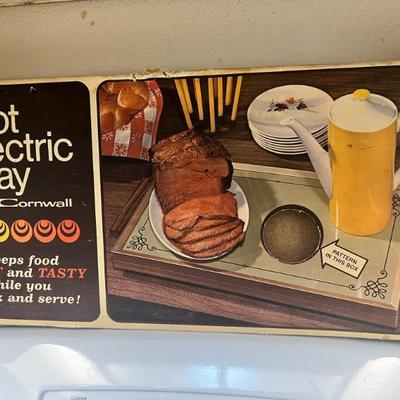 ot
ectric
ay
Cornwall
eeps food
and TASTY
hile you
and serve!
PATTERN
IN THIS BOX